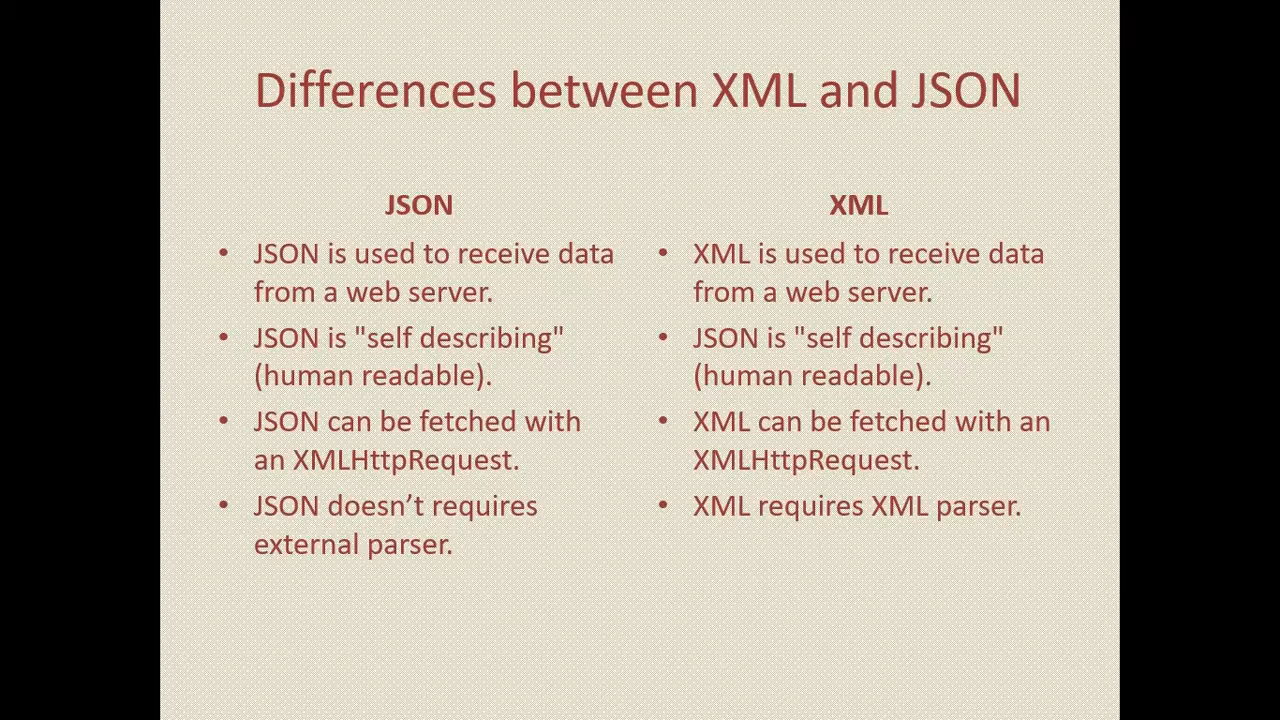 Differences between XML and JSON
JSON
• JSON is used to receive data
from a web server.
• JSON is "self describing"
(human readable).
• JSON can be fetched with
an XMLHttpRequest.
• JSON doesn’t requires
external parser.
XML
• XML is used to receive data
from a web server.
• JSON is "self describing"
(human readable).
• XML can be fetched with an
XMLHttpRequest.
• XML requires XML parser.